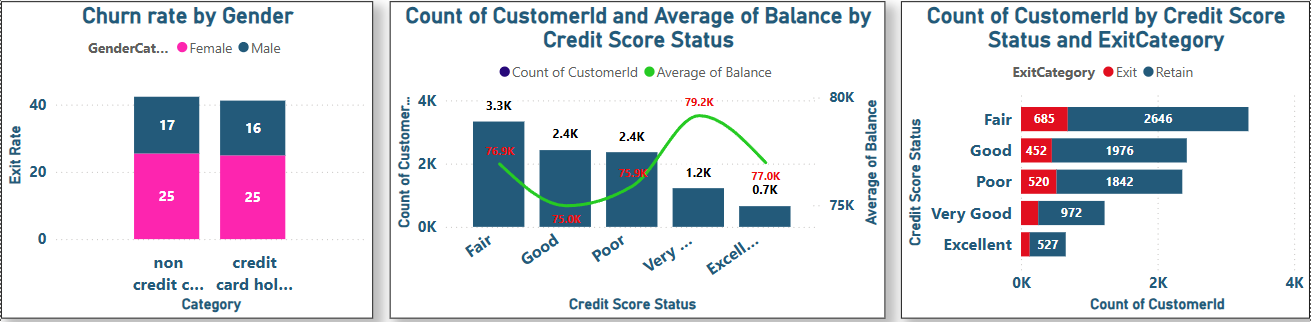 Churn rate by Gender
GenderCat... Female Male
Exit Rate
40
20
0
17
16
25
25
non
credit c...
credit
card hol...
Category
Count of CustomerId and Average of Balance by
Credit Score Status
Count of CustomerId Average of Balance
Count of Customer...
4K
2K
0K
3.3K
2.4K
2.4K
1.2K
0.7K
76.9K
75.0K
75.9K
79.2K
77.0K
80K
75K
Average of Balance
Fair
Good
Poor
Very ...
Excell...
Credit Score Status
Count of CustomerId by Credit Score
Status and ExitCategory
ExitCategory Exit Retain
Credit Score Status
Fair 685 2646
Good 452 1976
Poor 520 1842
Very Good 972
Excellent 527
0K 2K 4K
Count of CustomerId